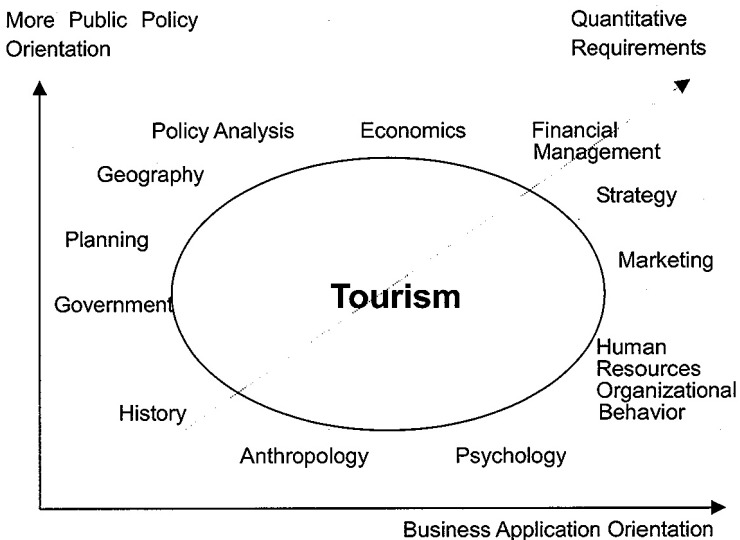 More Public Policy
Orientation
Quantitative
Requirements
Policy Analysis
Economics
Financial
Management
Geography
Strategy
Planning
Marketing
Tourism
Government
Human
Resources
Organizational
Behavior
History
Anthropology
Psychology
Business Application Orientation